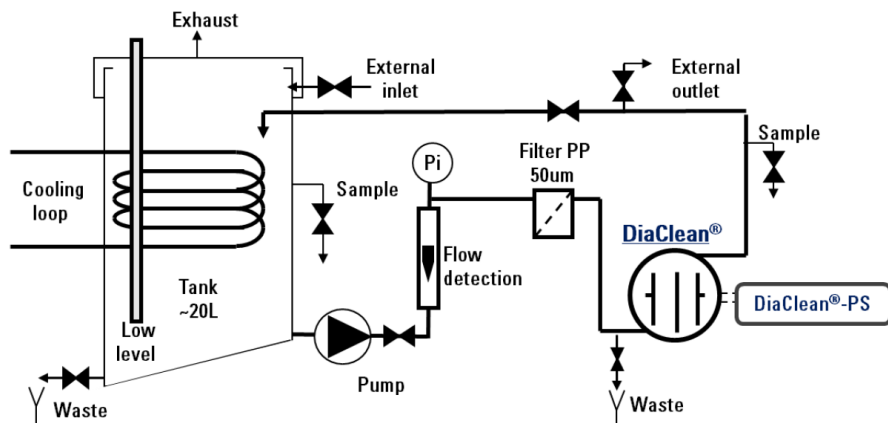 Exhaust
External
inlet
External
outlet
Sample
Cooling
loop
Sample
Pi
Filter PP
50um
Flow
detection
DiaClean®
DiaClean®-PS
Tank
~20L
Low
level
Pump
Waste
Waste